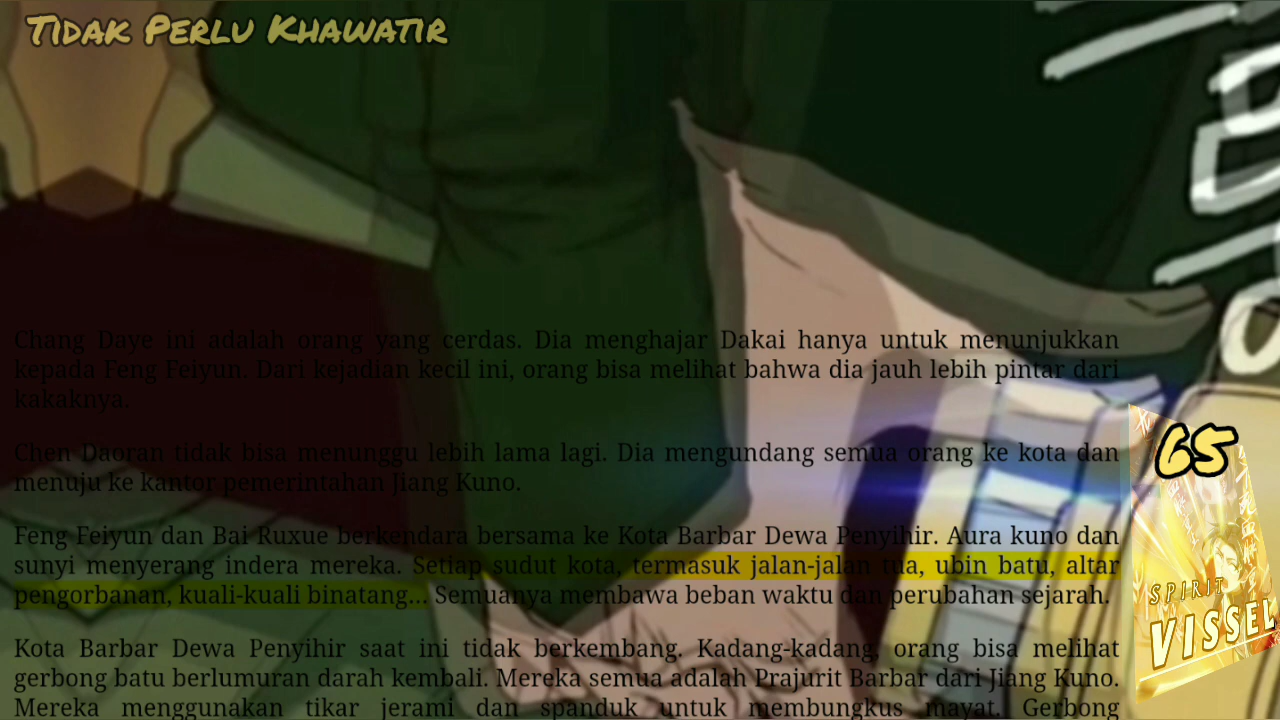 Tidak Perlu Khawatir
Chang Daye ini adalah orang yang cerdas. Dia menghajar Dakai hanya untuk menunjukkan
kepada Feng Feiyun. Dari kejadian kecil ini, orang bisa melihat bahwa dia jauh lebih pintar dari
kakaknya.
Chen Daoran tidak bisa menunggu lebih lama lagi. Dia mengundang semua orang ke kota dan
menuju ke kantor pemerintahan Jiang Kuno.
Feng Feiyun dan Bai Ruxue berkendara bersama ke Kota Barbar Dewa Penyihir. Aura kuno dan
sunyi menyerang indera mereka. Setiap sudut kota, termasuk jalan-jalan tua, ubin batu, altar
pengorbanan, kuali-kuali binatang... Semuanya membawa beban waktu dan perubahan sejarah.
Kota Barbar Dewa Penyihir saat ini tidak berkembang. Kadang-kadang, orang bisa melihat
gerbong batu berlumuran darah kembali. Mereka semua adalah Prajurit Barbar dari Jiang Kuno.
Mereka menggunakan tikar jerami dan spanduk untuk membungkus mayat. Gerbong
65
SPIRIT
VISSEL